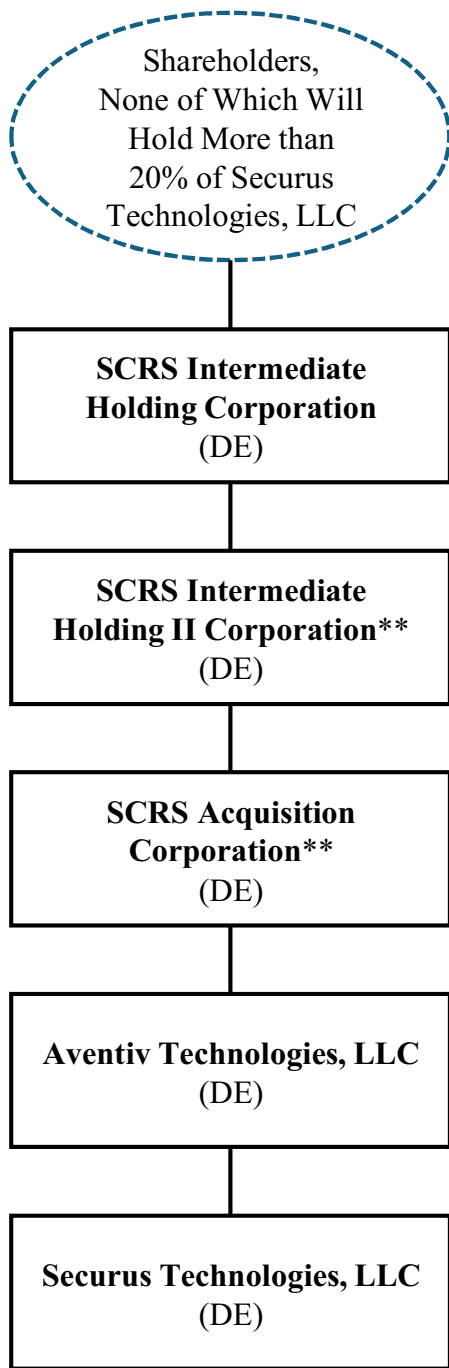 Shareholders,
None of Which Will
Hold More than
20% of Securus
Technologies, LLC
SCRS Intermediate
Holding Corporation
(DE)
SCRS Intermediate
Holding II Corporation**
(DE)
SCRS Acquisition
Corporation**
(DE)
Aventiv Technologies, LLC
(DE)
Securus Technologies, LLC
(DE)